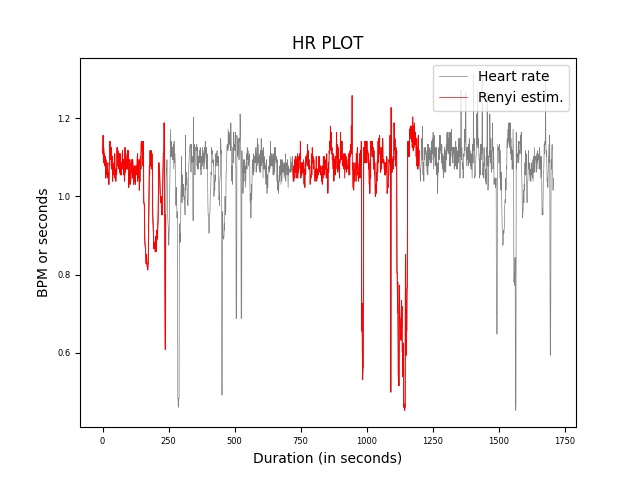 HR PLOT
Heart rate
Renyi estim.
BPM or seconds
1.2
1.0
0.8
0.6
0 250 500 750 1000 1250 1500 1750
Duration (in seconds)